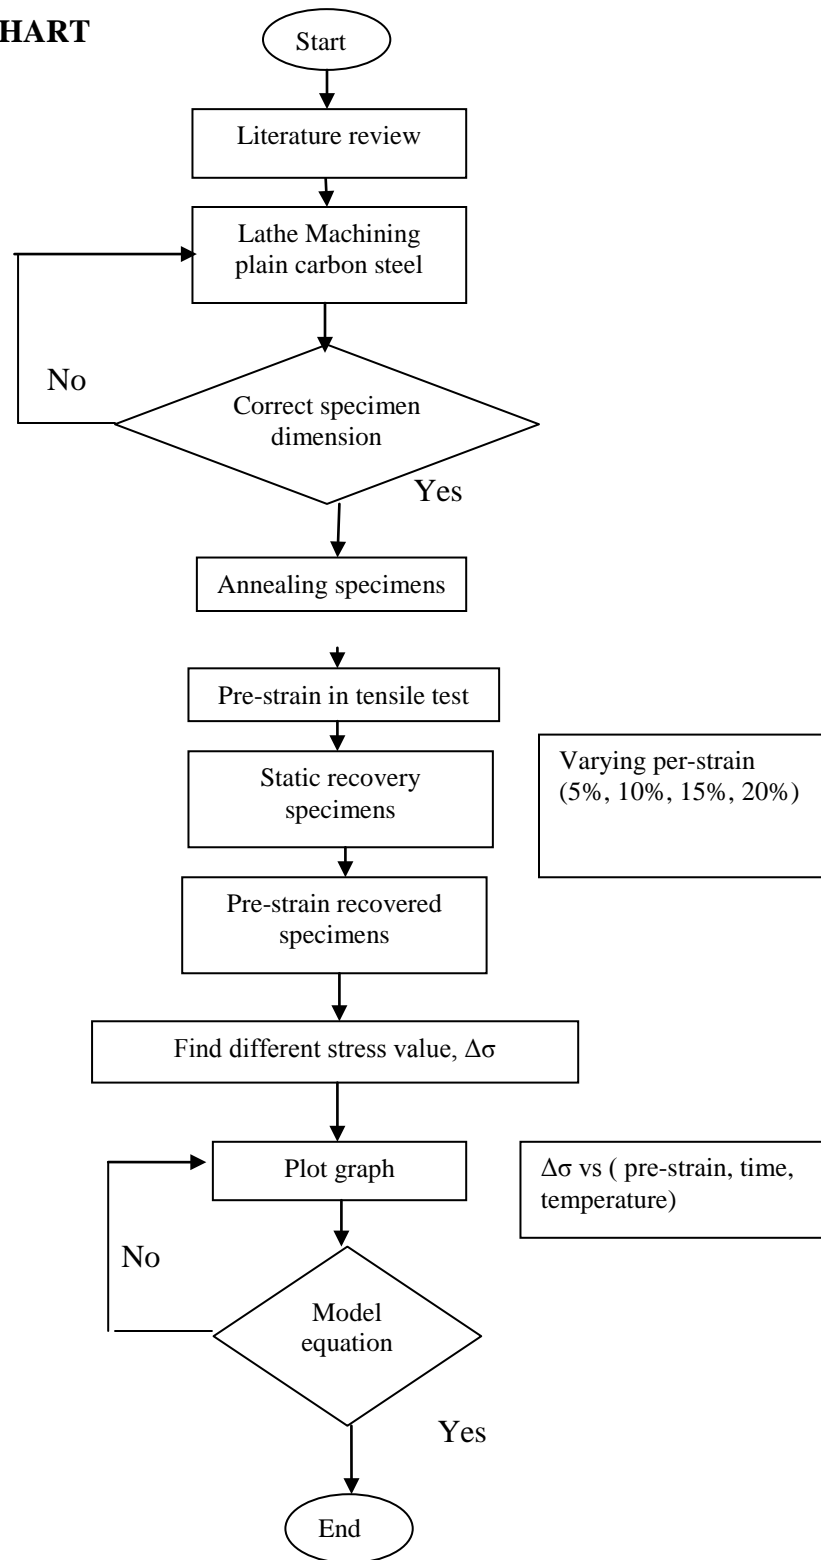 HART
Start
Literature review
Lathe Machining
plain carbon steel
No
Correct specimen
dimension
Yes
Annealing specimens
Pre-strain in tensile test
Static recovery
specimens
Varying per-strain
(5%, 10%, 15%, 20%)
Pre-strain recovered
specimens
Find different stress value, Δσ
Plot graph
Δσ vs ( pre-strain, time,
temperature)
No
Model
equation
Yes
End